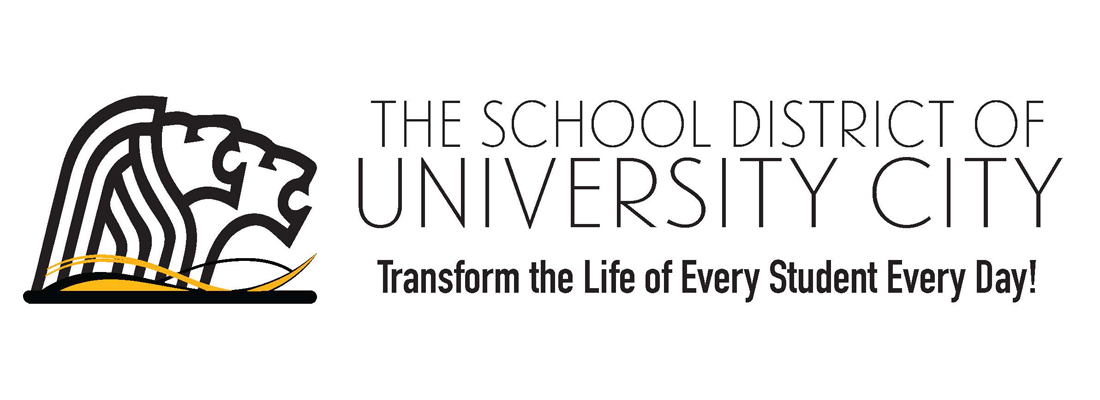 THE SCHOOL DISTRICT OF
UNIVERSITY CITY
Transform the Life of Every Student Every Day!